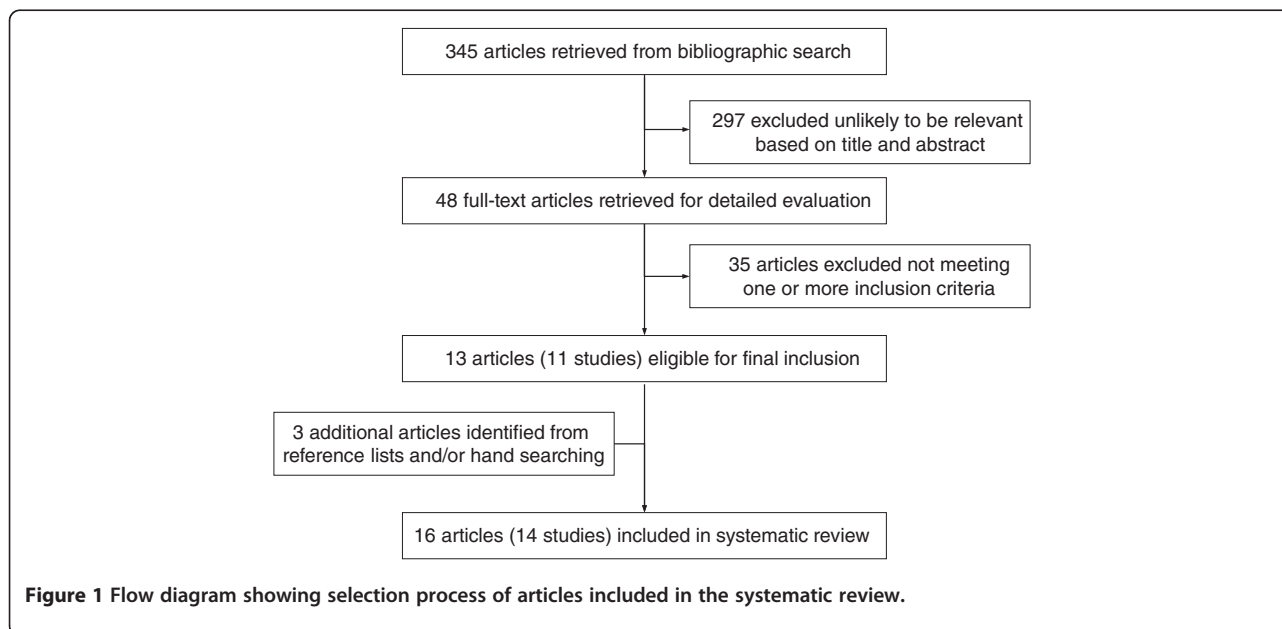 345 articles retrieved from bibliographic search
297 excluded unlikely to be relevant
based on title and abstract
48 full-text articles retrieved for detailed evaluation
35 articles excluded not meeting
one or more inclusion criteria
13 articles (11 studies) eligible for final inclusion
3 additional articles identified from
reference lists and/or hand searching
16 articles (14 studies) included in systematic review
Figure 1 Flow diagram showing selection process of articles included in the systematic review.